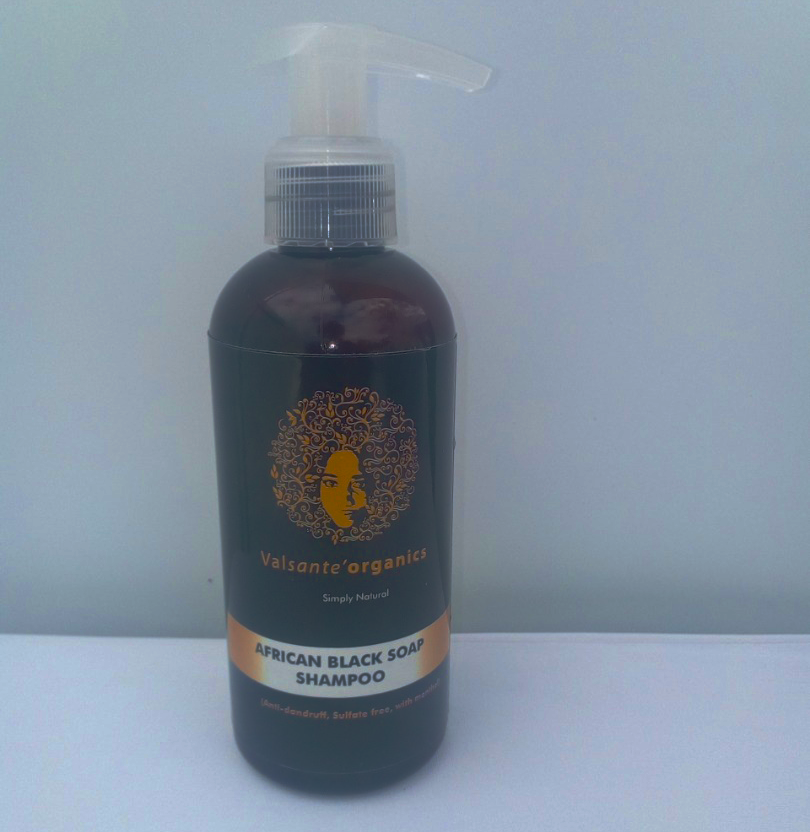 Valsante'organics
Simply Natural
AFRICAN BLACK SOAP
SHAMPOO
(Anti-dandruff, Sulfate free, with